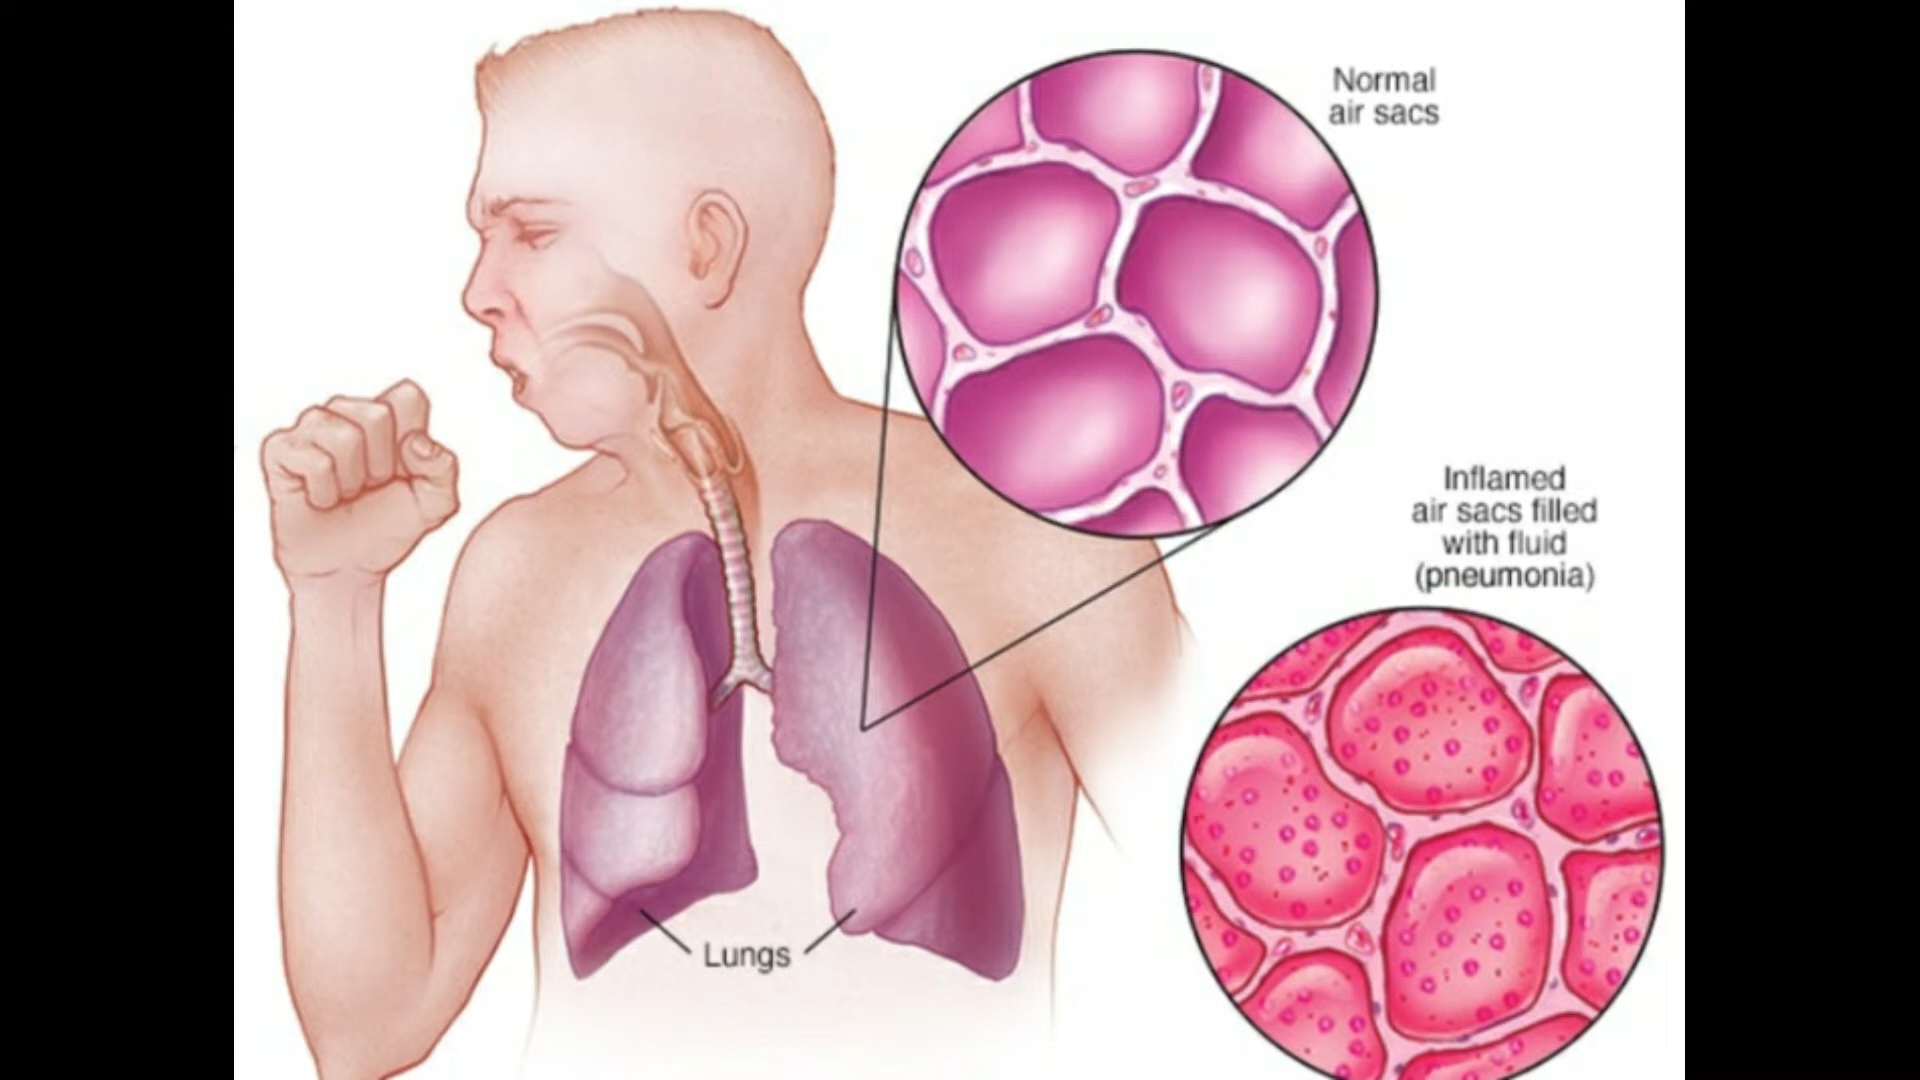 Normal
air sacs
Inflamed
air sacs filled
with fluid
(pneumonia)
Lungs